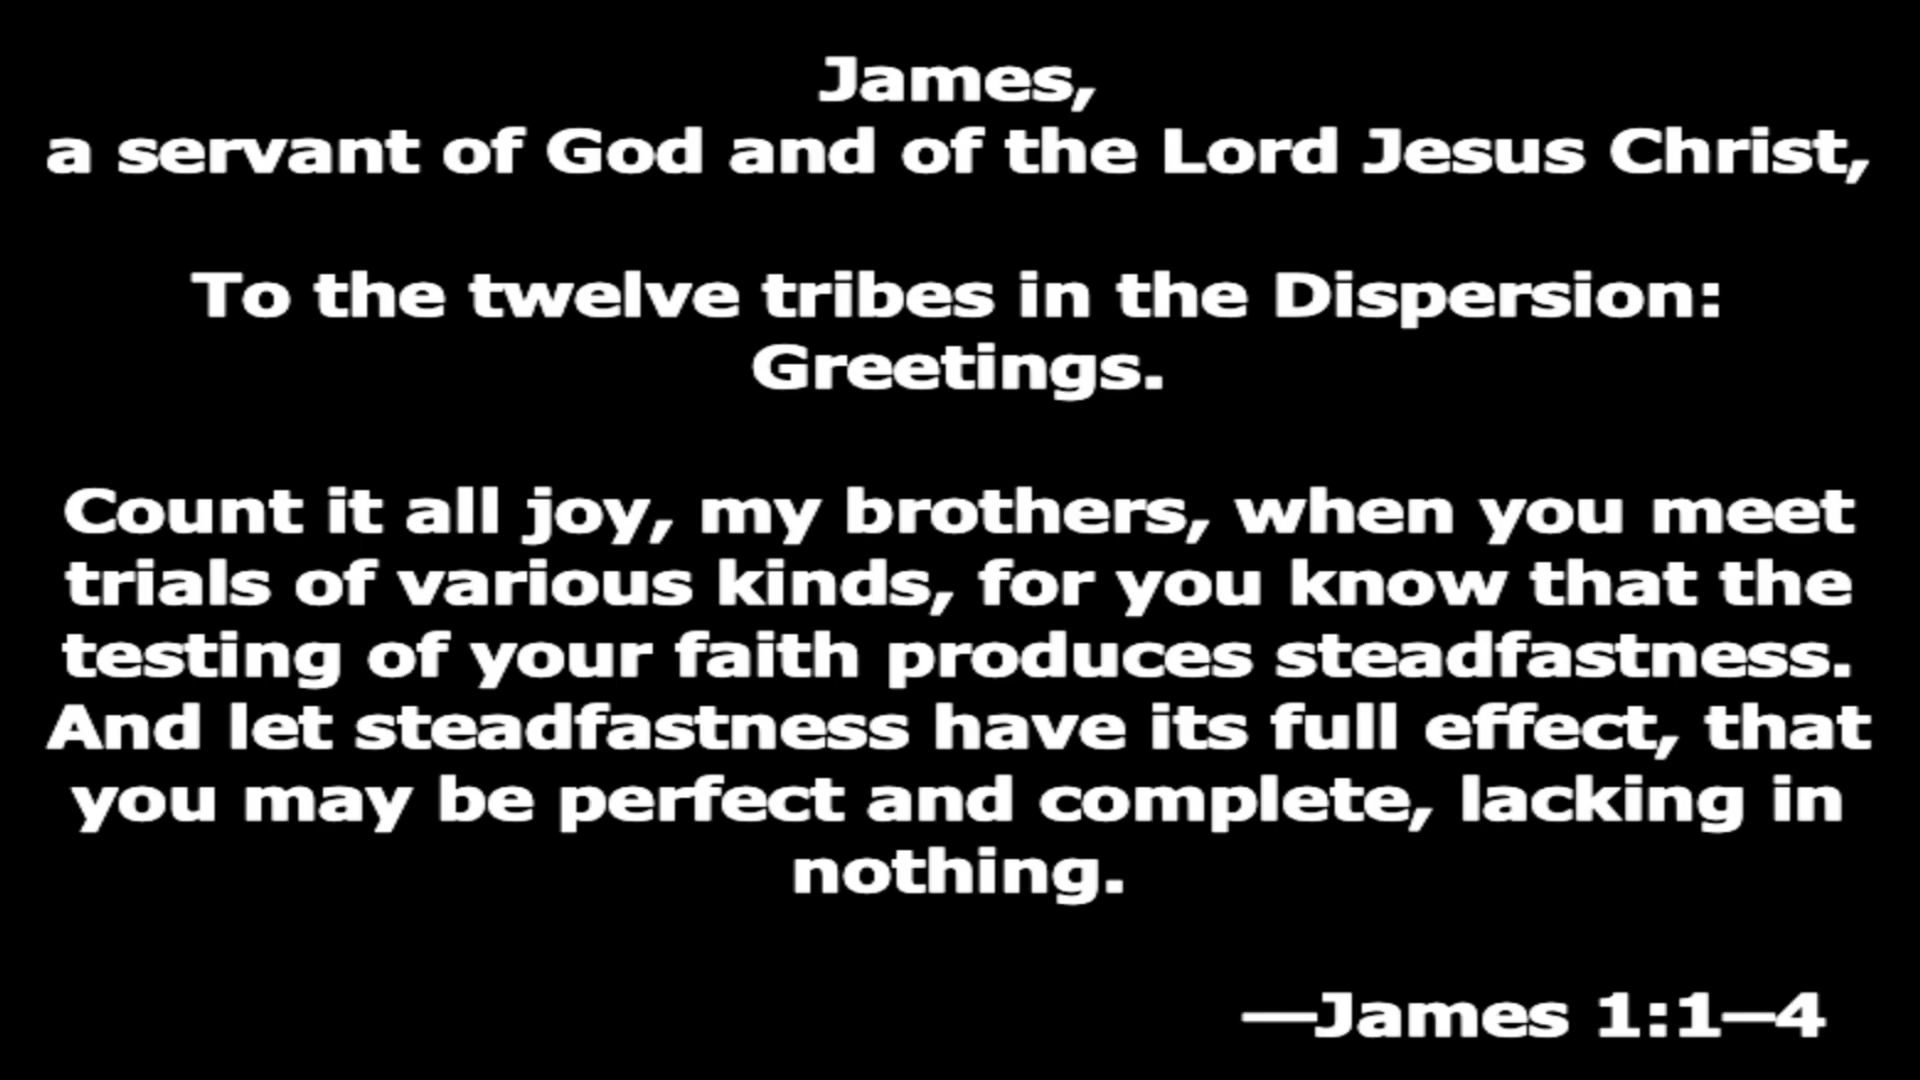 James,
a servant of God and of the Lord Jesus Christ,
To the twelve tribes in the Dispersion:
Greetings.
Count it all joy, my brothers, when you meet
trials of various kinds, for you know that the
testing of your faith produces steadfastness.
And let steadfastness have its full effect, that
you may be perfect and complete, lacking in
nothing.
—James 1:1–4